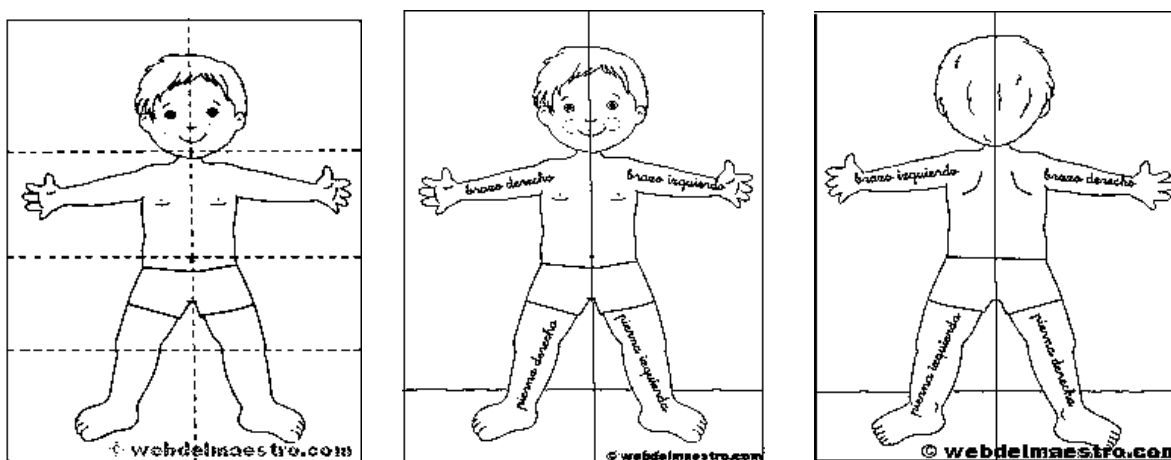 © webdelmaestro.com
brazo derecho
brazo izquierdo
pierna derecha
pierna izquierda
© webdelmaestro.com
brazo izquierdo
brazo derecho
pierna izquierda
pierna derecha
© webdelmaestro.com